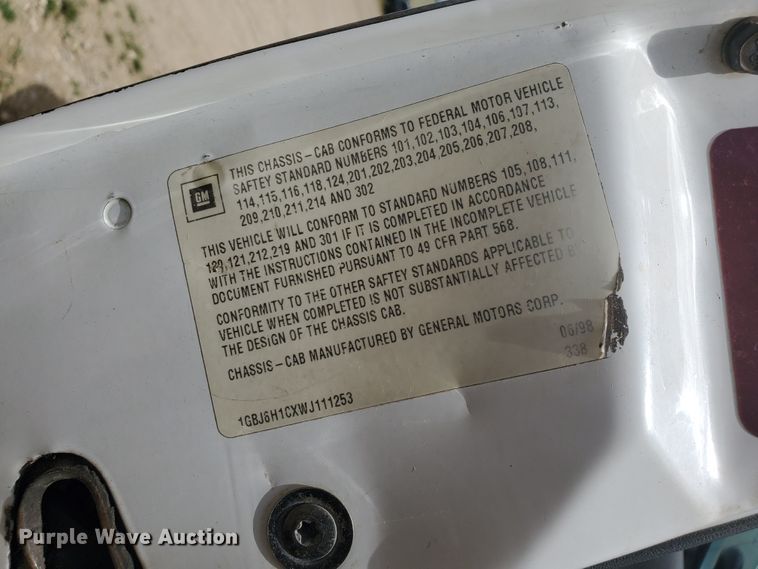 GM
THIS CHASSIS-CAB CONFORMS TO FEDERAL MOTOR VEHICLE
SAFTEY STANDARD NUMBERS 101,102,103,104,106,107,113,
114,115,116,118,124,201,202,203,204,205,206,207,208,
209,210,211,214 AND 302
THIS VEHICLE WILL CONFORM TO STANDARD NUMBERS 105,108,111,
120,121,212,219 AND 301 IF IT IS COMPLETED IN ACCORDANCE
WITH THE INSTRUCTIONS CONTAINED IN THE INCOMPLETE VEHICLE
DOCUMENT FURNISHED PURSUANT TO 49 CFR PART 568.
CONFORMITY TO THE OTHER SAFTEY STANDARDS APPLICABLE TO
VEHICLE WHEN COMPLETED IS NOT SUBSTANTIALLY AFFECTED BY
THE DESIGN OF THE CHASSIS CAB.
CHASSIS-CAB MANUFACTURED BY GENERAL MOTORS CORP.
06/98
338
1GBJ6H1CXWJ111253
Purple Wave Auction